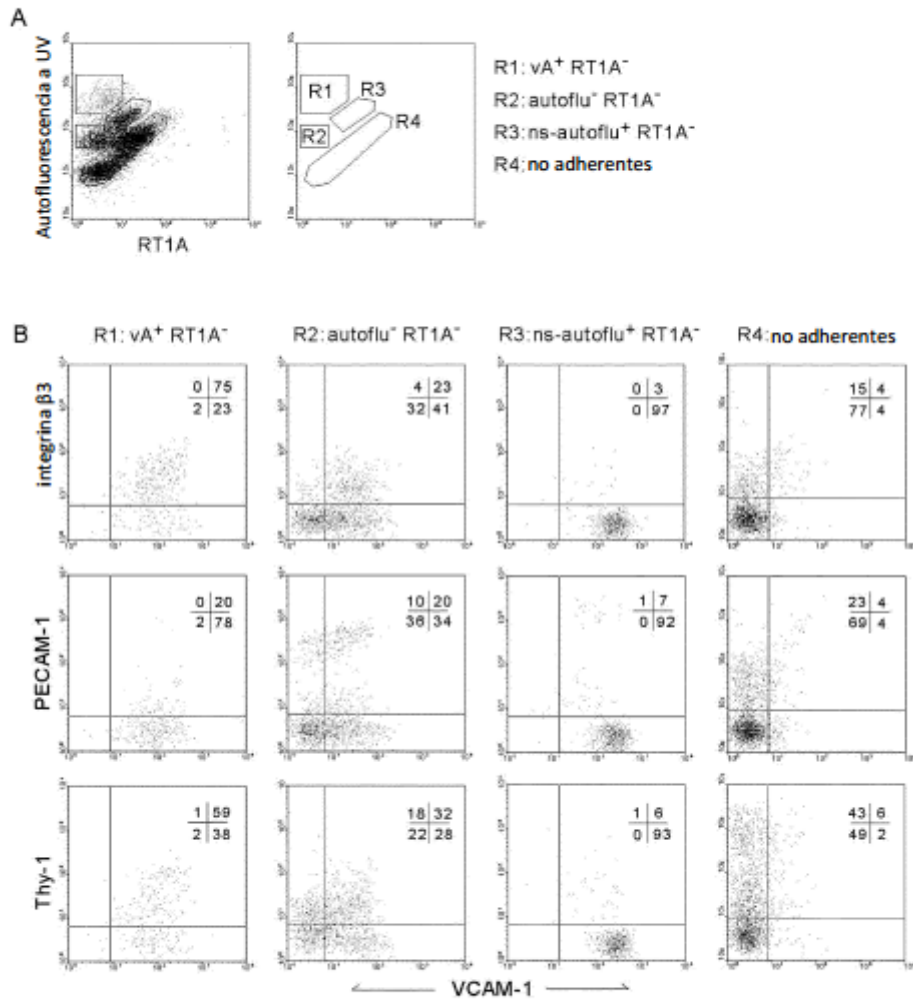 A
Autofluorescencia a UV
RT1A
R1
R2
R3
R4
R1: vA⁺ RT1A⁻
R2: autoflu⁻ RT1A⁻
R3: ns-autoflu⁺ RT1A⁻
R4: no adherentes
B
R1: vA⁺ RT1A⁻
R2: autoflu⁻ RT1A⁻
R3: ns-autoflu⁺ RT1A⁻
R4: no adherentes
integrina β3
0 75
2 23
4 23
32 41
0 3
0 97
15 4
77 4
PECAM-1
0 20
2 78
10 20
36 34
1 7
0 92
23 4
69 4
Thy-1
1 59
2 38
18 32
22 28
1 6
0 93
43 6
49 2
VCAM-1